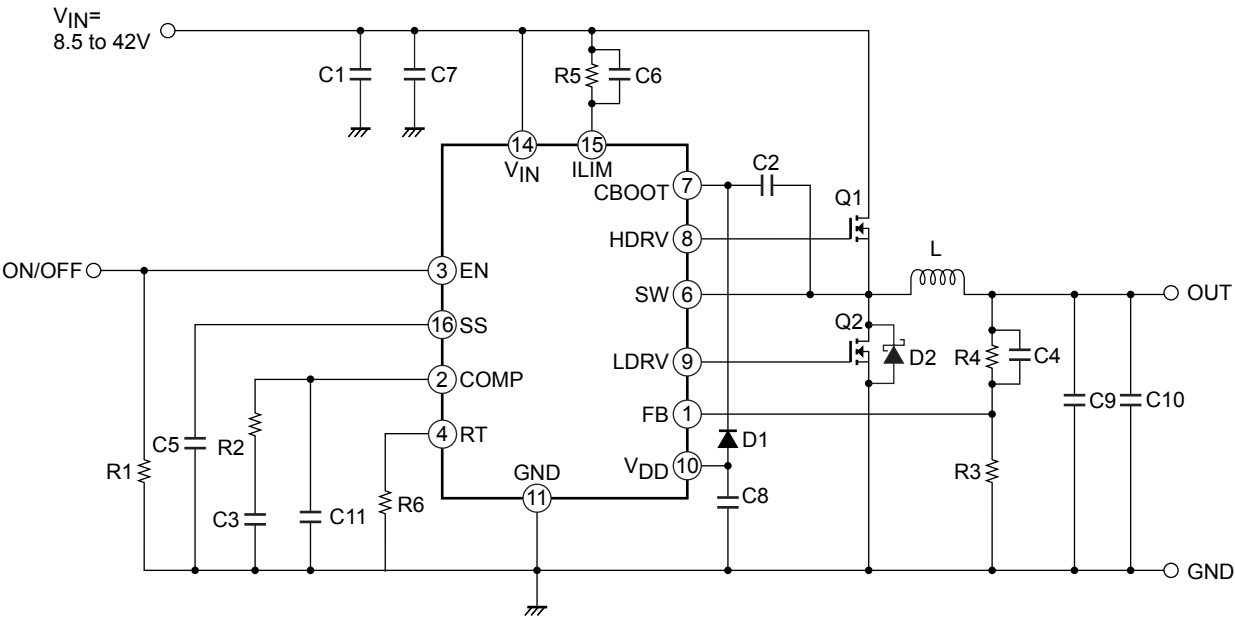 VIN=
8.5 to 42V
C1
C7
R5
C6
14
15
VIN
ILIM
C2
CBOOT
7
Q1
HDRV
8
L
ON/OFF
3
EN
SW
6
OUT
16
SS
Q2
LDRV
9
D2
R4
C4
2
COMP
C9
C10
FB
1
4
RT
D1
C5
R2
R1
GND
VDD
10
R3
11
C8
C3
C11
R6
GND